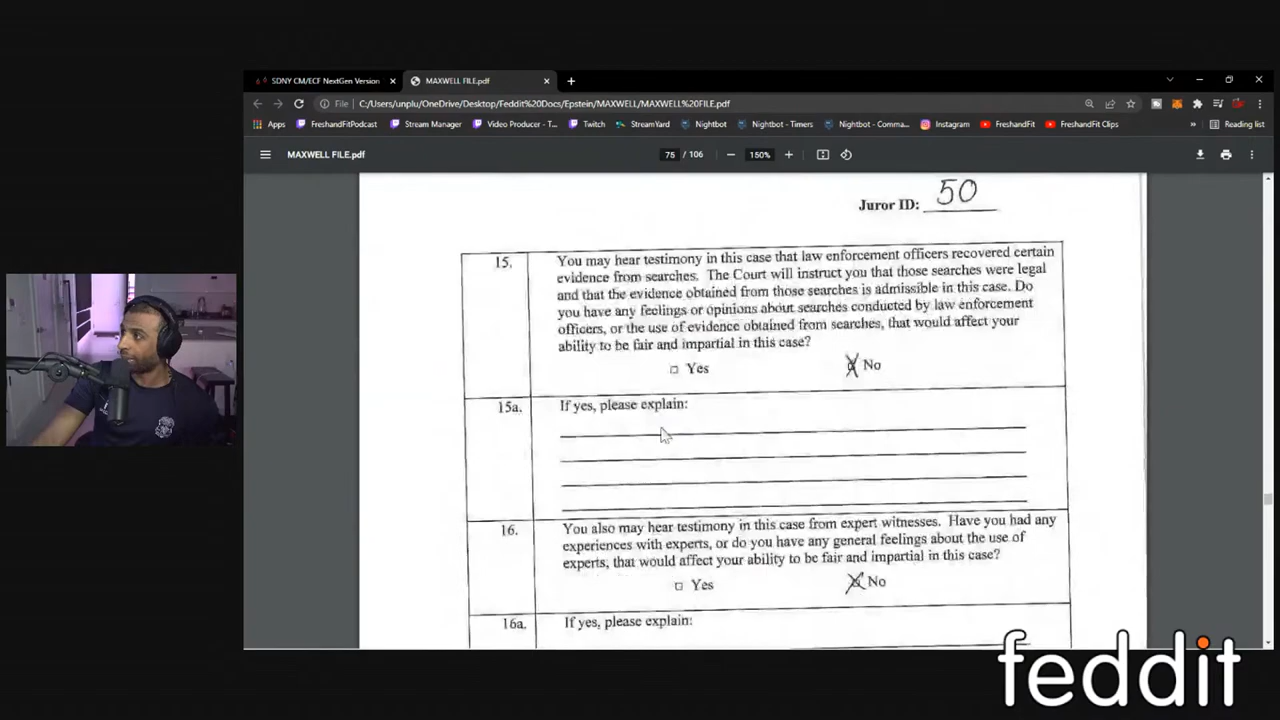 SDNY CM/ECF NextGen Version
MAXWELL FILE.pdf
File C:/Users/unplu/OneDrive/Desktop/Feddit%20Docs/Epstein/MAXWELL/MAXWELL%20FILE.pdf
Apps FreshandFitPodcast Stream Manager Video Producer - T... Twitch StreamYard Nightbot Nightbot - Timers Nightbot - Comma... Instagram FreshandFit FreshandFit Clips » Reading list
MAXWELL FILE.pdf 75 / 106 150%
Juror ID: 50
15. You may hear testimony in this case that law enforcement officers recovered certain
evidence from searches. The Court will instruct you that those searches were legal
and that the evidence obtained from those searches is admissible in this case. Do
you have any feelings or opinions about searches conducted by law enforcement
officers, or the use of evidence obtained from searches, that would affect your
ability to be fair and impartial in this case?
Yes No
15a. If yes, please explain:
16. You also may hear testimony in this case from expert witnesses. Have you had any
experiences with experts, or do you have any general feelings about the use of
experts, that would affect your ability to be fair and impartial in this case?
Yes No
16a. If yes, please explain:
feddit